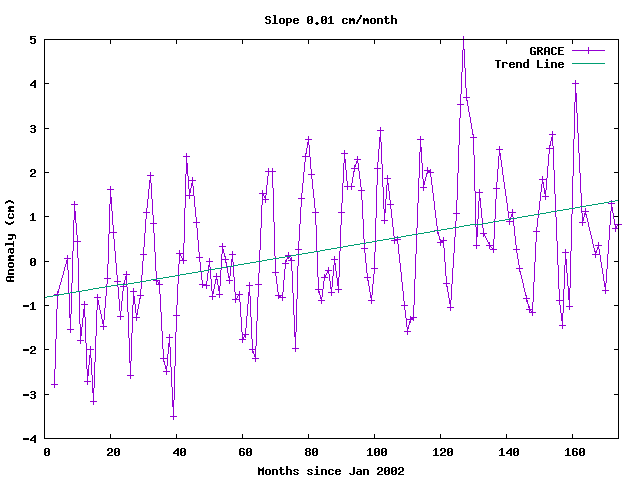 Slope 0.01 cm/month
GRACE
Trend Line
5
4
3
2
1
0
-1
-2
-3
-4
Anomaly (cm)
0 20 40 60 80 100 120 140 160
Months since Jan 2002